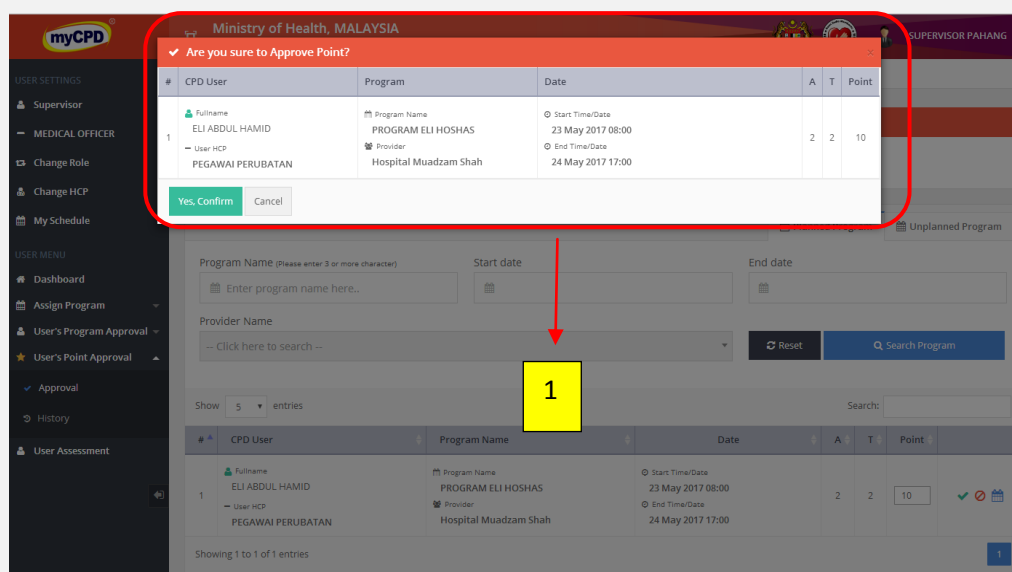 myCPD
Ministry of Health, MALAYSIA
SUPERVISOR PAHANG
Are you sure to Approve Point?
×
# CPD User Program Date A T Point
1
Fullname
ELI ABDUL HAMID
User HCP
PEGAWAI PERUBATAN
Program Name
PROGRAM ELI HOSHAS
Provider
Hospital Muadzam Shah
Start Time/Date
23 May 2017 08:00
End Time/Date
24 May 2017 17:00
2 2 10
Yes, Confirm Cancel
USER SETTINGS
Supervisor
MEDICAL OFFICER
Change Role
Change HCP
My Schedule
USER MENU
Dashboard
Assign Program
User's Program Approval
User's Point Approval
Approval
History
User Assessment
Planned Program Unplanned Program
Program Name (Please enter 3 or more character) Start date End date
Enter program name here..
Provider Name
-- Click here to search --
Reset Search Program
1
Show 5 entries Search:
# CPD User Program Name Date A T Point
1
Fullname
ELI ABDUL HAMID
User HCP
PEGAWAI PERUBATAN
Program Name
PROGRAM ELI HOSHAS
Provider
Hospital Muadzam Shah
Start Time/Date
23 May 2017 08:00
End Time/Date
24 May 2017 17:00
2 2 10
Showing 1 to 1 of 1 entries
1